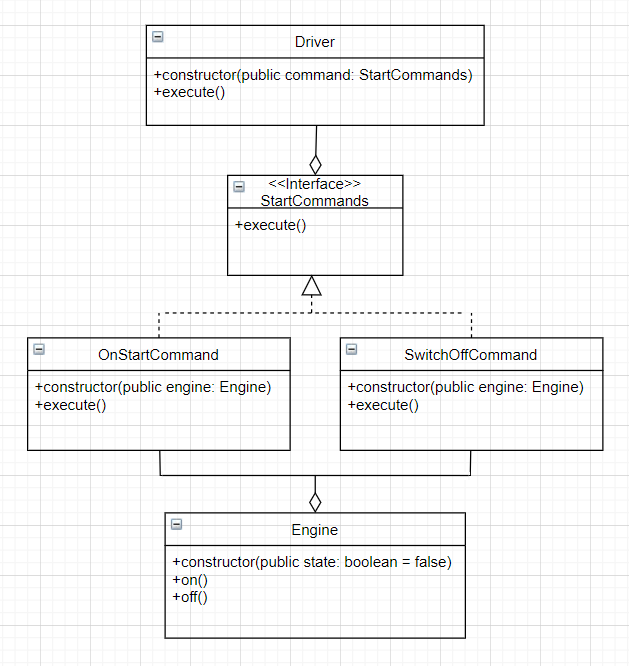 Driver
+constructor(public command: StartCommands)
+execute()
<<Interface>>
StartCommands
+execute()
OnStartCommand
+constructor(public engine: Engine)
+execute()
SwitchOffCommand
+constructor(public engine: Engine)
+execute()
Engine
+constructor(public state: boolean = false)
+on()
+off()